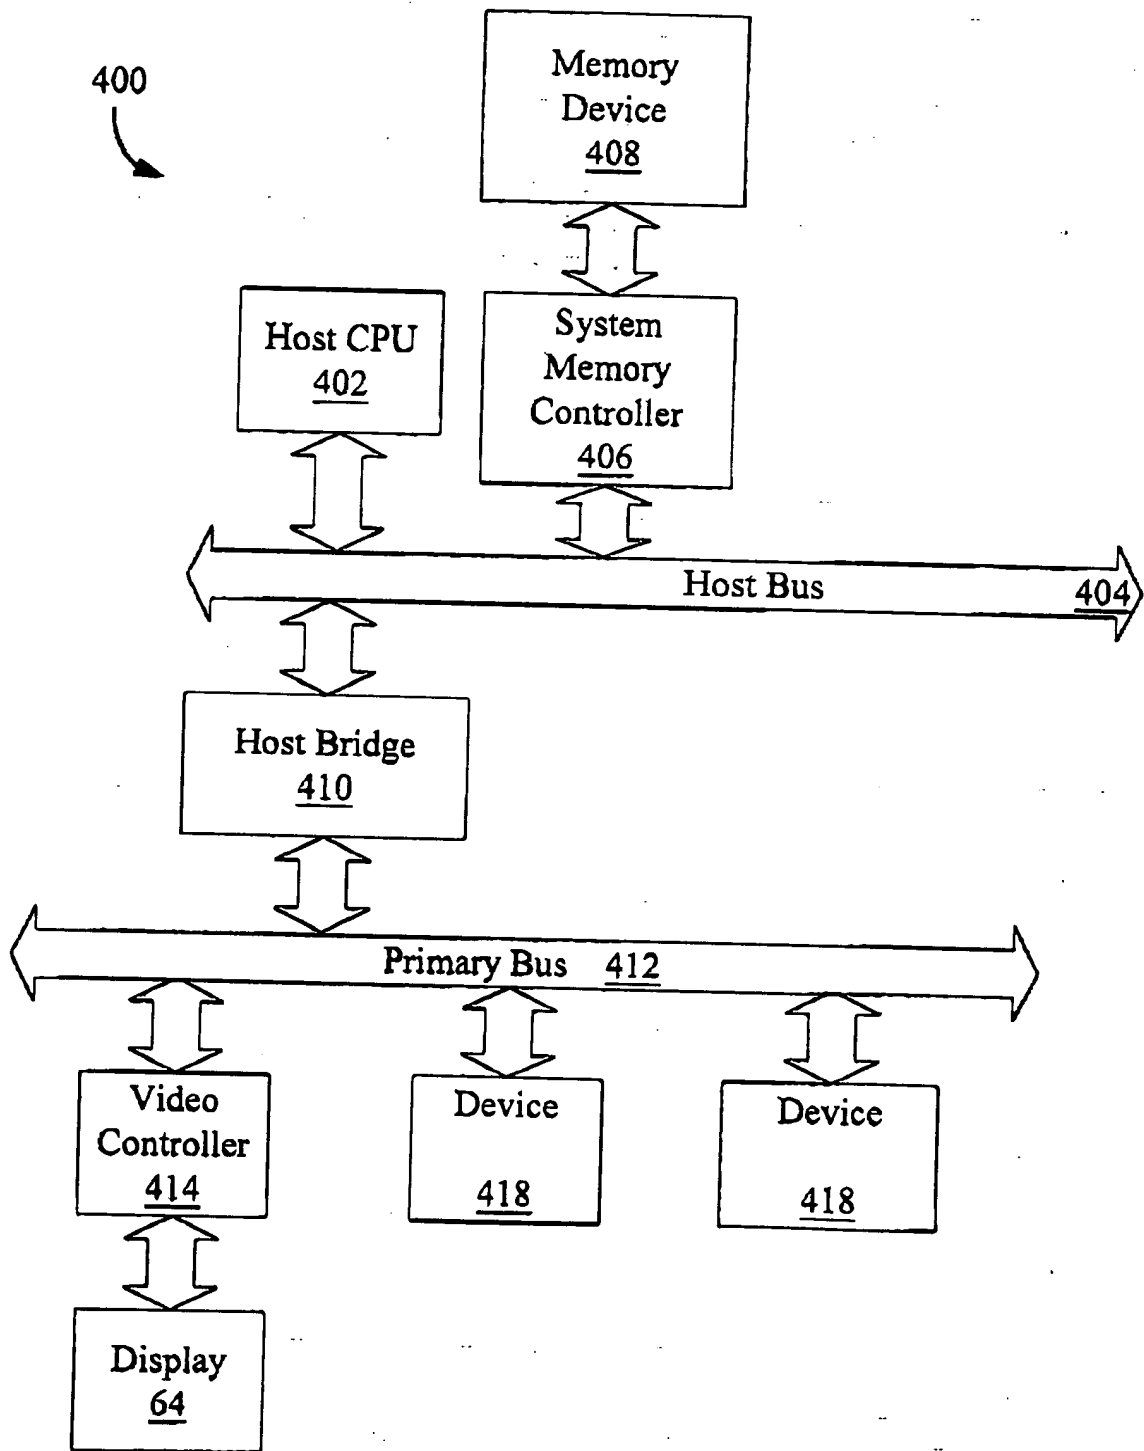 400
Memory
Device
408
Host CPU
402
System
Memory
Controller
406
Host Bus 404
Host Bridge
410
Primary Bus 412
Video
Controller
414
Device
418
Device
418
Display
64